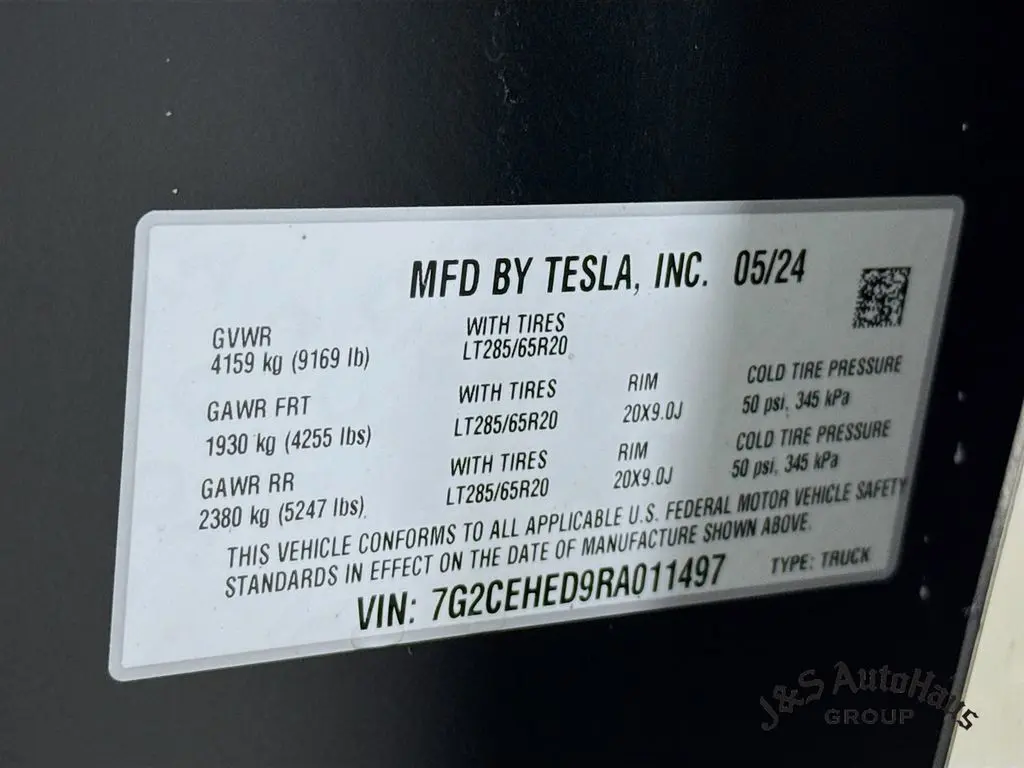 MFD BY TESLA, INC. 05/24
GVWR
4159 kg (9169 lb)
WITH TIRES
LT285/65R20
GAWR FRT
1930 kg (4255 lbs)
WITH TIRES
LT285/65R20
RIM
20X9.0J
COLD TIRE PRESSURE
50 psi, 345 kPa
GAWR RR
2380 kg (5247 lbs)
WITH TIRES
LT285/65R20
RIM
20X9.0J
COLD TIRE PRESSURE
50 psi, 345 kPa
THIS VEHICLE CONFORMS TO ALL APPLICABLE U.S. FEDERAL MOTOR VEHICLE SAFETY
STANDARDS IN EFFECT ON THE DATE OF MANUFACTURE SHOWN ABOVE.
VIN: 7G2CEHED9RA011497
TYPE: TRUCK
J&S AutoHaus
GROUP